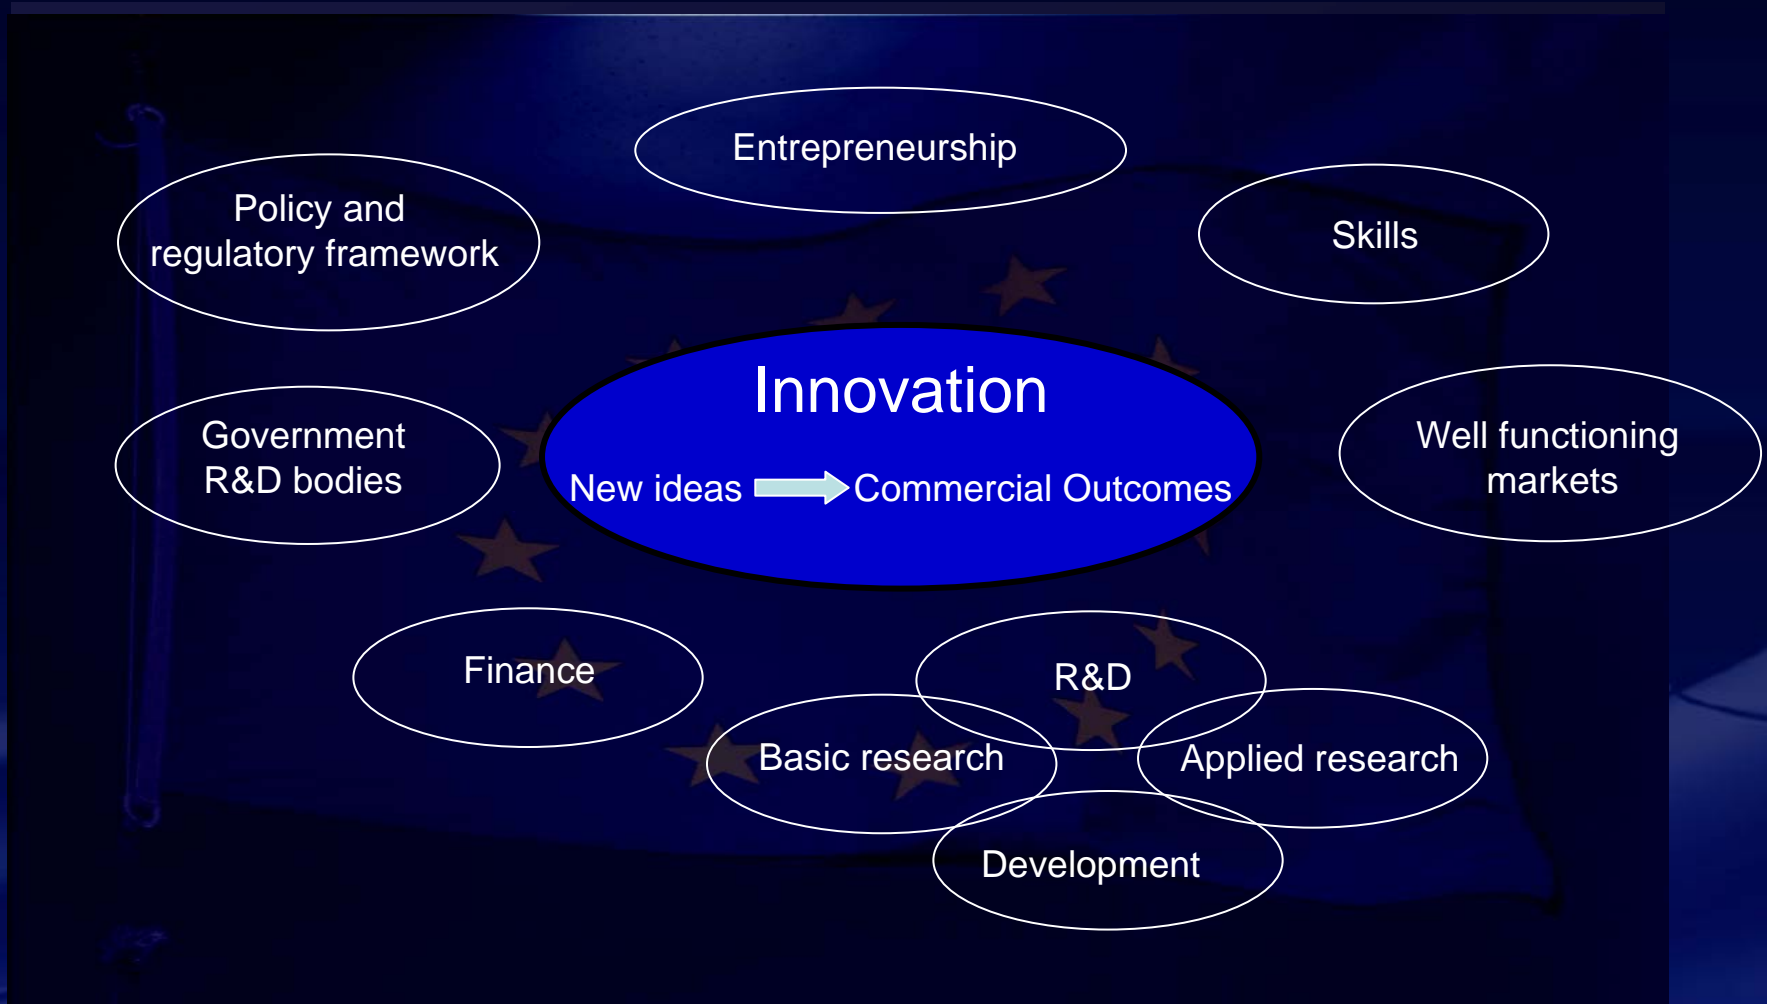 Entrepreneurship
Policy and
regulatory framework
Skills
Innovation
New ideas Commercial Outcomes
Government
R&D bodies
Well functioning
markets
Finance
R&D
Basic research
Applied research
Development